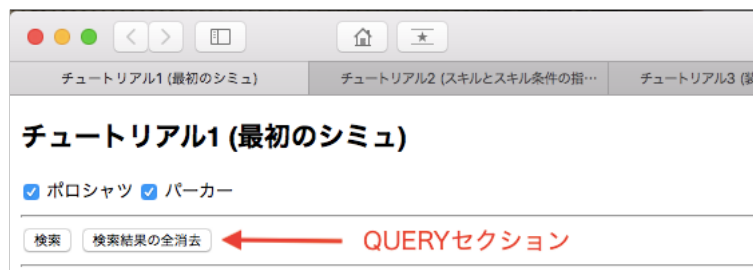 チュートリアル1 (最初のシミュ)
チュートリアル2 (スキルとスキル条件の指…
チュートリアル3 (
チュートリアル1 (最初のシミュ)
ポロシャツ パーカー
検索 検索結果の全消去 QUERYセクション